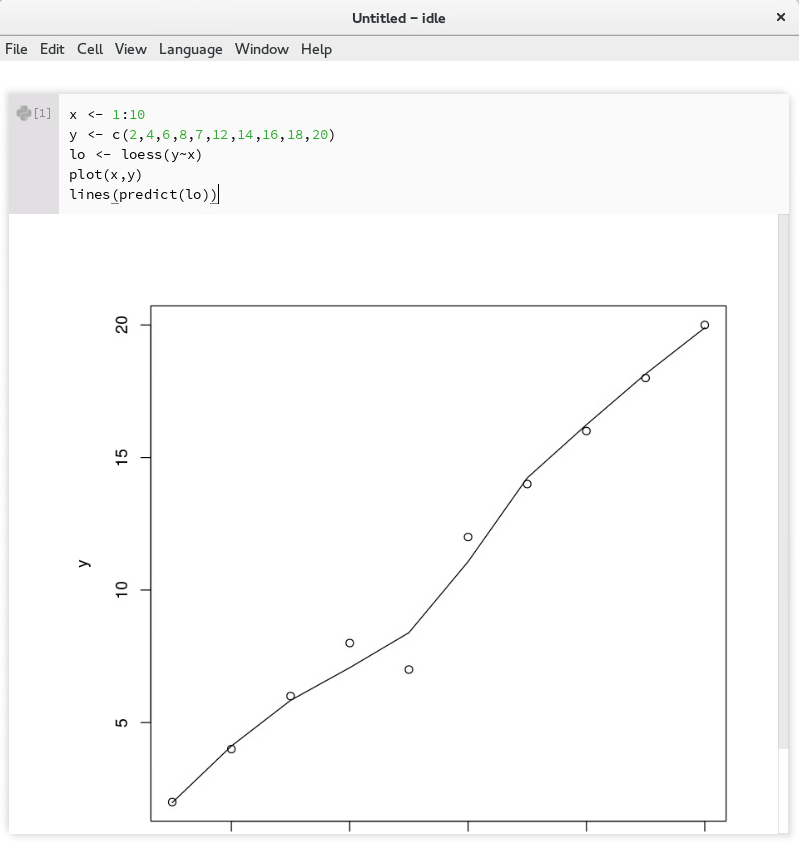 Untitled – idle
File Edit Cell View Language Window Help
[1]
x <- 1:10
y <- c(2,4,6,8,7,12,14,16,18,20)
lo <- loess(y~x)
plot(x,y)
lines(predict(lo))
20
15
y
10
5